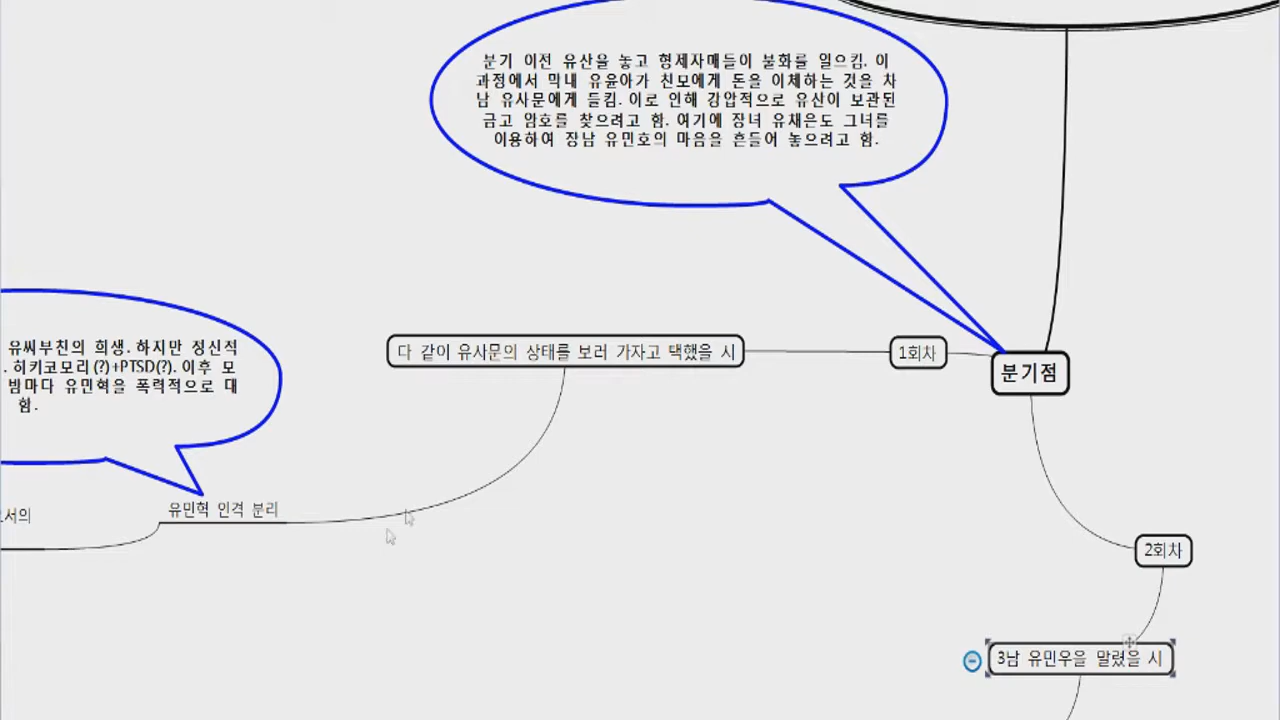 분기 이전 유산을 놓고 형제자매들이 불화를 일으킴. 이
과정에서 막내 유윤아가 친모에게 돈을 이체하는 것을 차
남 유사문에게 들킴. 이로 인해 강압적으로 유산이 보관된
금고 암호를 찾으려고 함. 여기에 장녀 유채은도 그녀를
이용하여 장남 유민호의 마음을 흔들어 놓으려고 함.
유씨부친의 희생. 하지만 정신적
. 히키코모리(?)+PTSD(?). 이후 모
밤마다 유민혁을 폭력적으로 대
함.
다 같이 유사문의 상태를 보러 가자고 택했을 시
1회차
분기점
유민혁 인격 분리
서의
2회차
3남 유민우을 말렸을 시